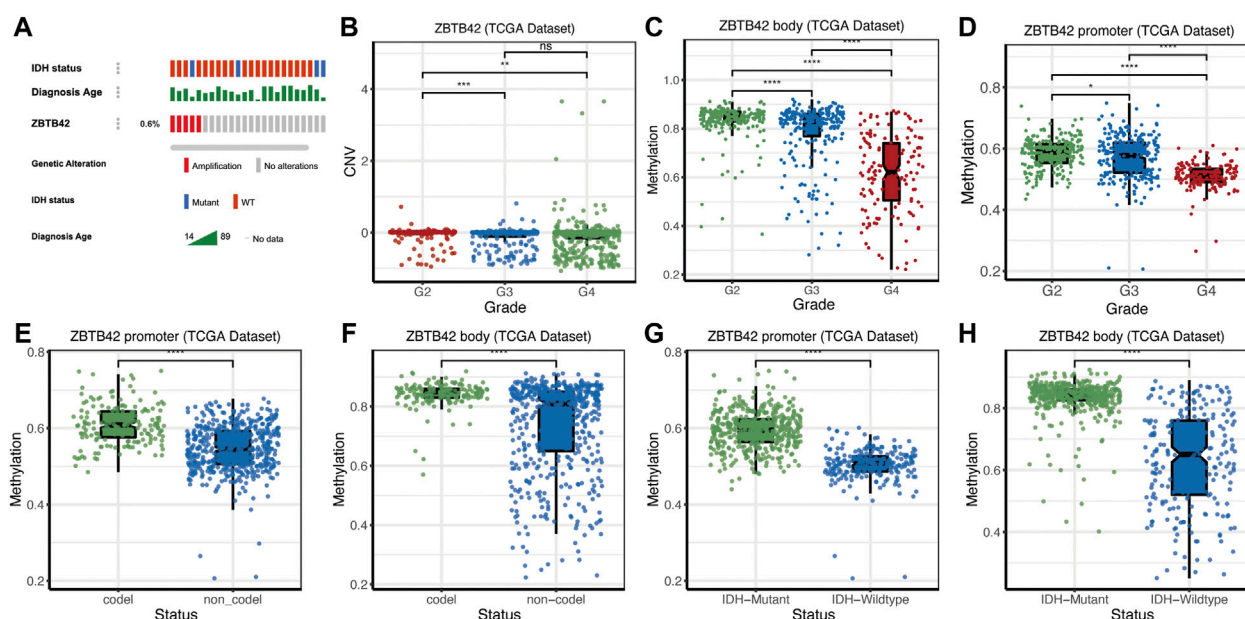 A
IDH status
Diagnosis Age
ZBTB42 0.6%
Genetic Alteration Amplification No alterations
IDH status Mutant WT
Diagnosis Age 14 89 No data
B
ZBTB42 (TCGA Dataset)
ns
**
***
4
2
0
CNV
G2 G3 G4
Grade
C
ZBTB42 body (TCGA Dataset)
****
****
****
0.8
0.6
0.4
0.2
Methylation
G2 G3 G4
Grade
D
ZBTB42 promoter (TCGA Dataset)
****
****
*
0.8
0.6
0.4
0.2
Methylation
G2 G3 G4
Grade
E
ZBTB42 promoter (TCGA Dataset)
****
0.8
0.6
0.4
0.2
Methylation
codel non_codel
Status
F
ZBTB42 body (TCGA Dataset)
****
0.8
0.6
0.4
0.2
Methylation
codel non-codel
Status
G
ZBTB42 promoter (TCGA Dataset)
****
0.8
0.6
0.4
0.2
Methylation
IDH-Mutant IDH-Wildtype
Status
H
ZBTB42 body (TCGA Dataset)
****
0.8
0.6
0.4
Methylation
IDH-Mutant IDH-Wildtype
Status